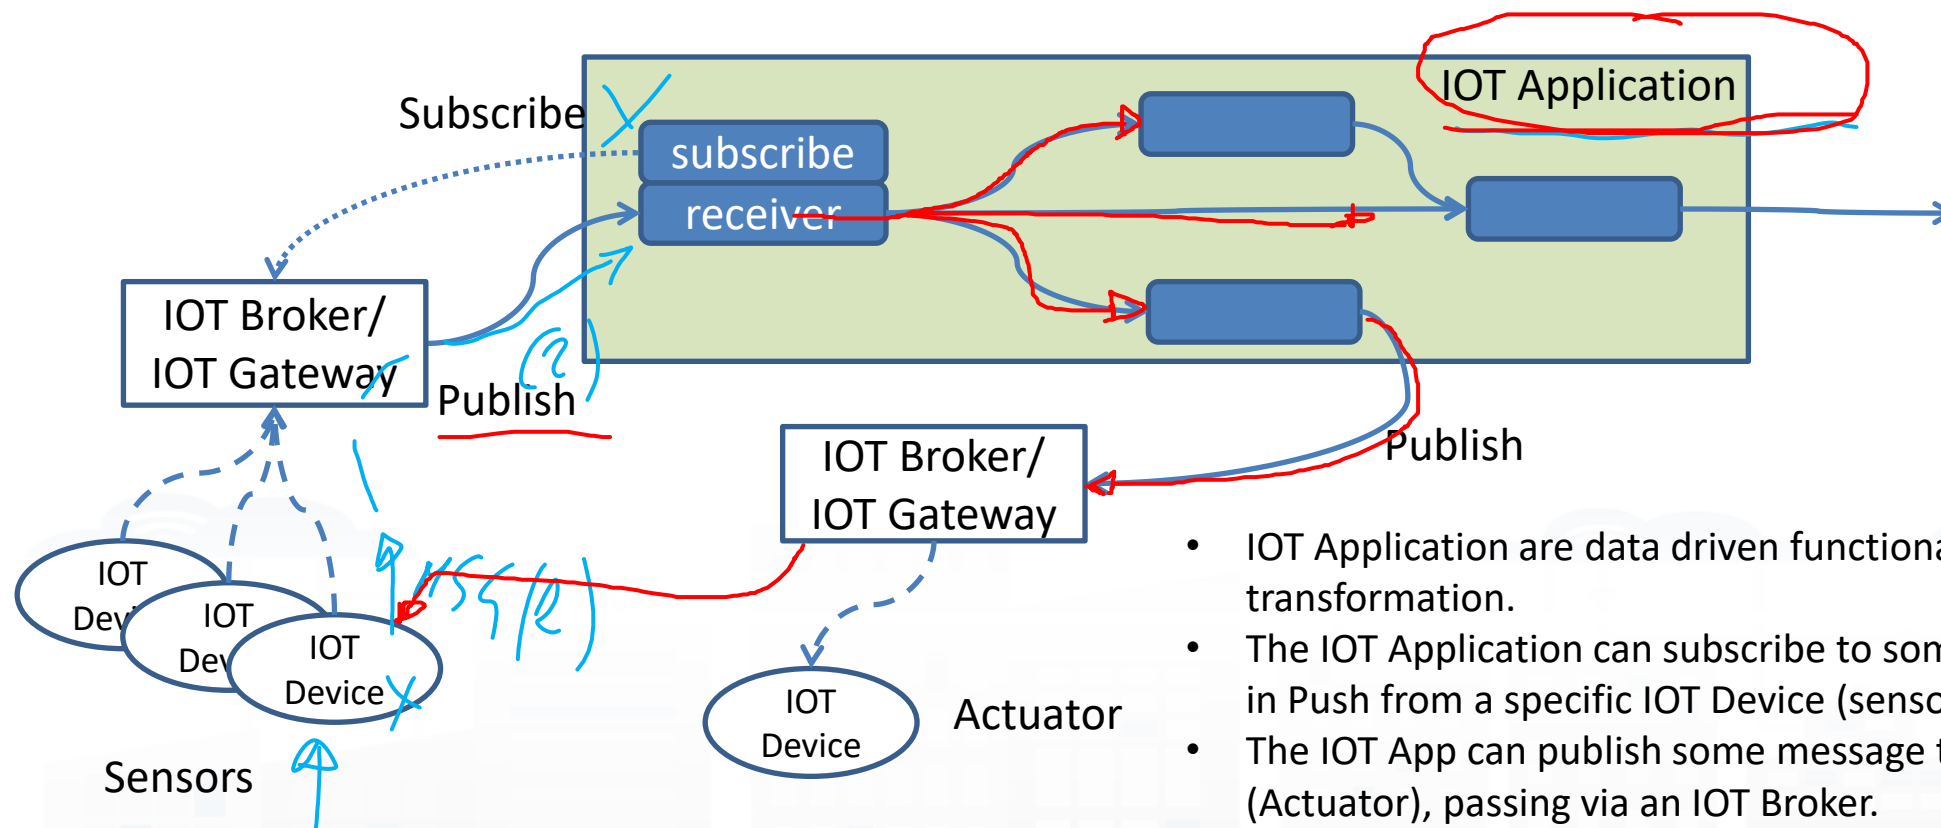 IOT Application
Subscribe
subscribe
receiver
IOT Broker/
IOT Gateway
Publish
(2)
IOT Broker/
IOT Gateway
Publish
IOT
Dev
IOT
Dev
IOT
Device
Sensors
IOT
Device
Actuator
• IOT Application are data driven functiona
transformation.
• The IOT Application can subscribe to som
in Push from a specific IOT Device (senso
• The IOT App can publish some message t
(Actuator), passing via an IOT Broker.